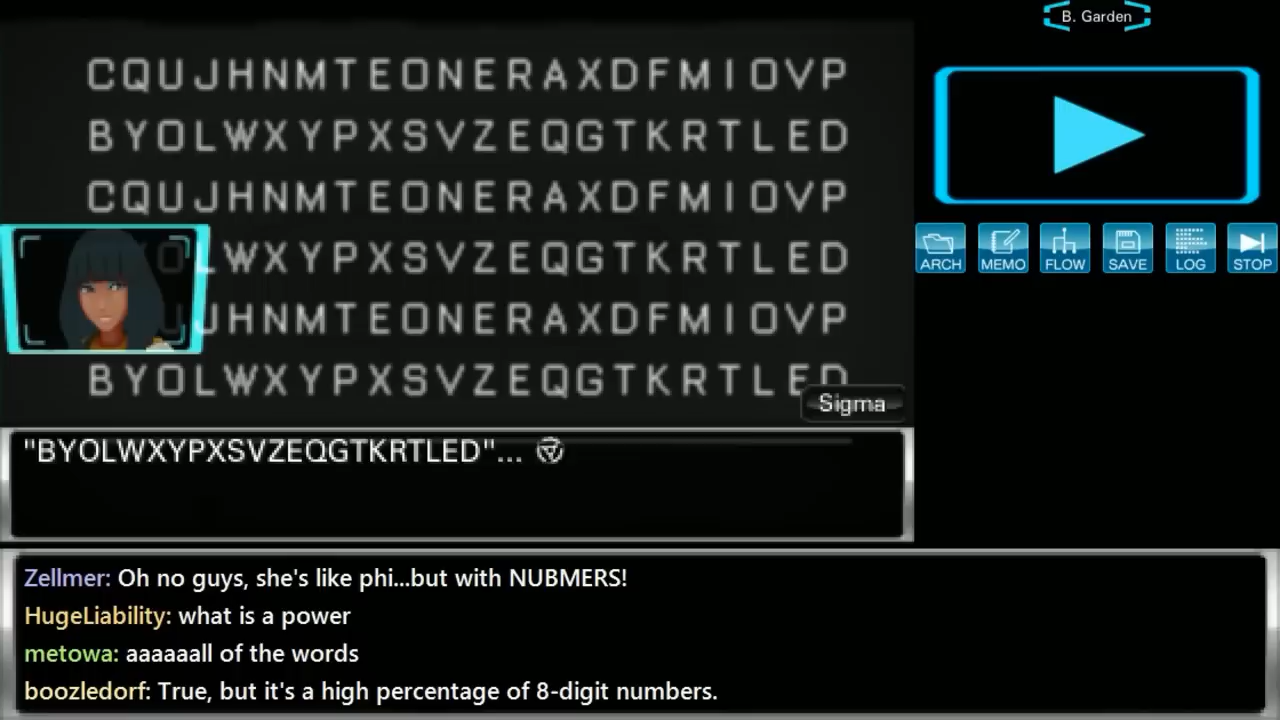 B. Garden
CQUJHNMTEONERAXDFMIOVP
BYOLWXYPXSVZEQGTKRTLED
CQUJHNMTEONERAXDFMIOVP
OLWXYPXSVZEQGTKRTLED
UJHNMTEONERAXDFMIOVP
BYOLWXYPXSVZEQGTKRTLED
ARCH MEMO FLOW SAVE LOG STOP
Sigma
"BYOLWXYPXSVZEQGTKRTLED"...
Zellmer: Oh no guys, she's like phi...but with NUBMERS!
HugeLiability: what is a power
metowa: aaaaaall of the words
boozledorf: True, but it's a high percentage of 8-digit numbers.